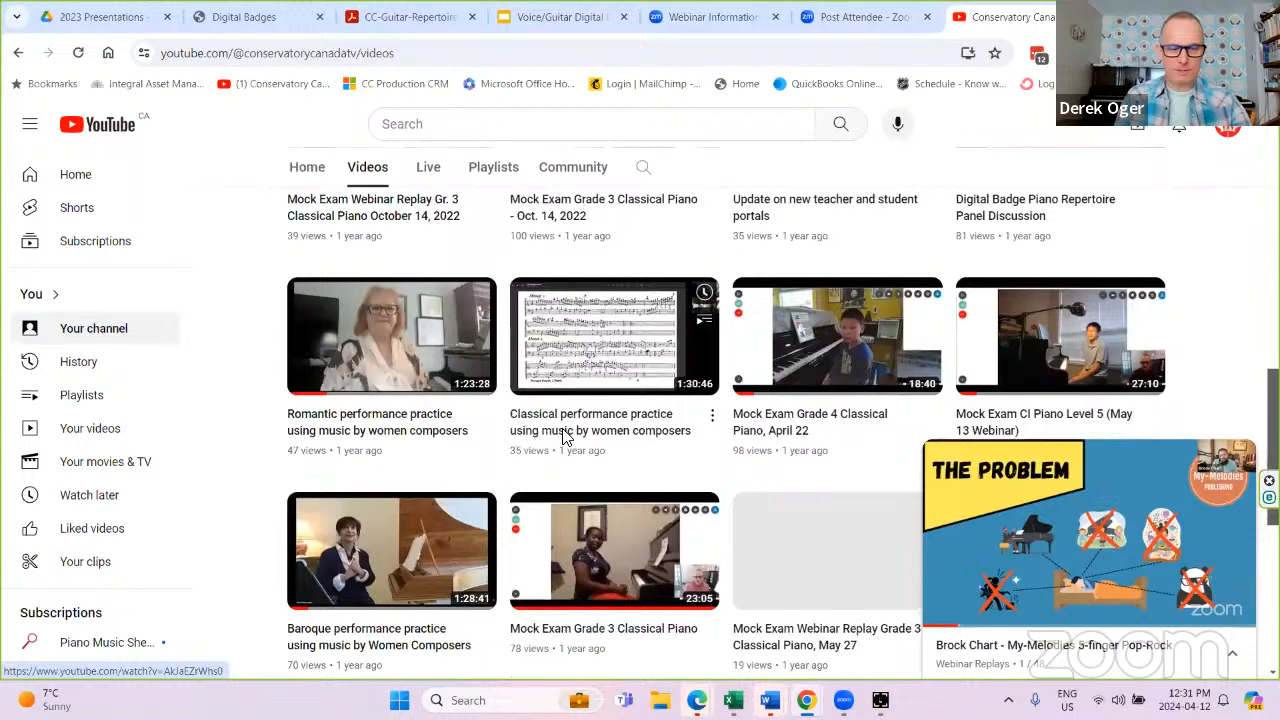 2023 Presentations
Digital Badges
CC-Guitar-Repertoire
Voice/Guitar Digital
Webinar Information
Post Attendee - Zoo
Conservatory Cana
youtube.com/@conservatorycanadatv/videos
12
Bookmarks
Integral Asset Mana...
(1) Conservatory Ca...
CC Production CRM
Microsoft Office Ho...
Login | MailChimp -...
Home
QuickBooks Online...
Schedule - Know w...
Log
Derek Oger
YouTube CA
Search
Home
Videos
Live
Playlists
Community
Home
Shorts
Subscriptions
You
Your channel
History
Playlists
Your videos
Your movies & TV
Watch later
Liked videos
Your clips
Subscriptions
Piano Music She...
Mock Exam Webinar Replay Gr. 3
Classical Piano October 14, 2022
39 views • 1 year ago
Mock Exam Grade 3 Classical Piano
- Oct. 14, 2022
100 views • 1 year ago
Update on new teacher and student
portals
35 views • 1 year ago
Digital Badge Piano Repertoire
Panel Discussion
81 views • 1 year ago
1:23:28
Romantic performance practice
using music by women composers
47 views • 1 year ago
1:30:46
Classical performance practice
using music by women composers
35 views • 1 year ago
18:40
Mock Exam Grade 4 Classical
Piano, April 22
98 views • 1 year ago
27:10
Mock Exam CI Piano Level 5 (May
13 Webinar)
1:28:41
Baroque performance practice
using music by Women Composers
70 views • 1 year ago
23:05
Mock Exam Grade 3 Classical Piano
78 views • 1 year ago
Mock Exam Webinar Replay Grade 3
Classical Piano, May 27
19 views • 1 year ago
THE PROBLEM
My-Melodies
PUBLISHING
zoom
Brock Chart - My-Melodies 5-finger Pop-Rock
Webinar Replays • 1 / 48
zoom
https://www.youtube.com/watch?v=AkJaEZrWhs0
7°C
Sunny
Search
ENG
US
12:31 PM
2024-04-12